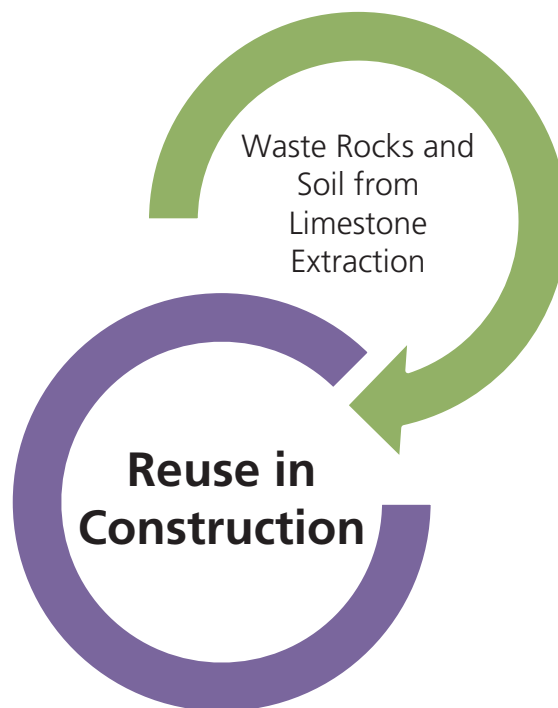 Waste Rocks and
Soil from
Limestone
Extraction
Reuse in
Construction